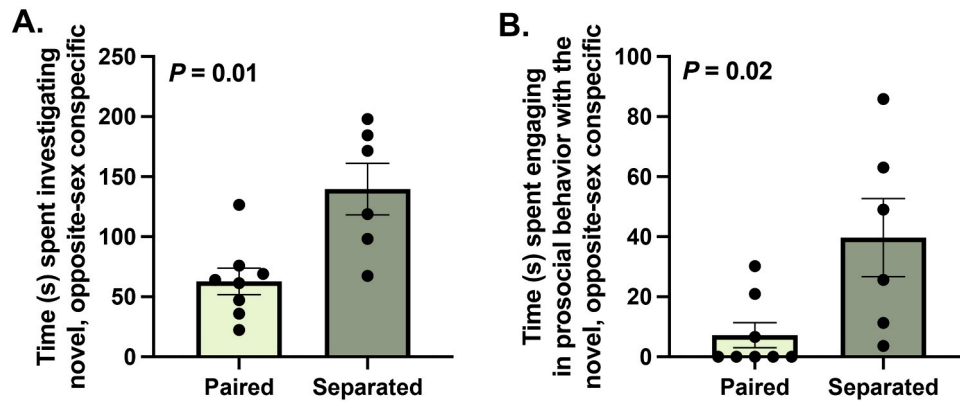 A.
Time (s) spent investigating
novel, opposite-sex conspecific
250
200
150
100
50
0
P = 0.01
Paired Separated
B.
Time (s) spent engaging
in prosocial behavior with the
novel, opposite-sex conspecific
100
80
60
40
20
0
P = 0.02
Paired Separated